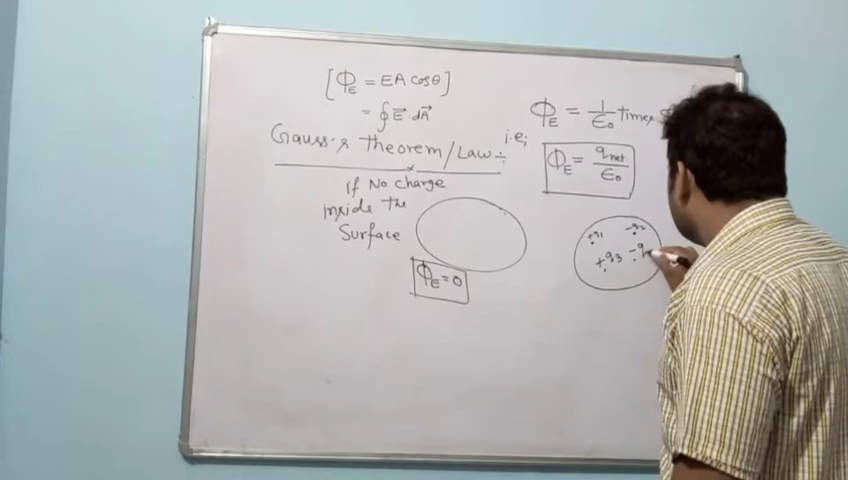 [Φ_E = EA cosθ]
= ∮ E⃗ dA⃗
Gauss's Theorem/Law ÷
If No charge
inside the
Surface
Φ_E = 0
Φ_E = 1/ϵ₀ times
i.e;
Φ_E = q_net/ϵ₀
+q₁ -q₂
+q₃ -q